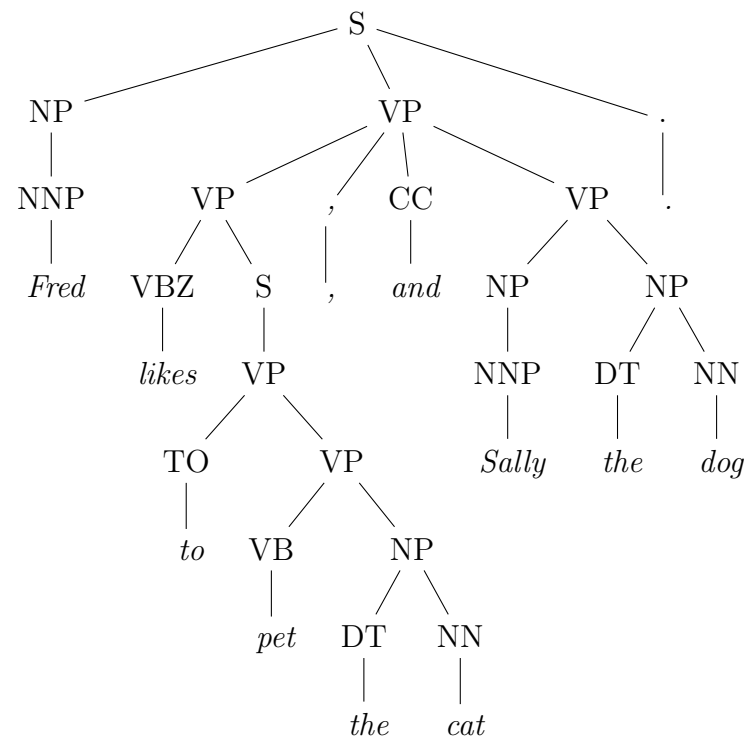 S
NP VP .
NNP VP , CC VP .
Fred VBZ S , and NP NP
likes VP NNP DT NN
TO VP Sally the dog
to VB NP
pet DT NN
the cat